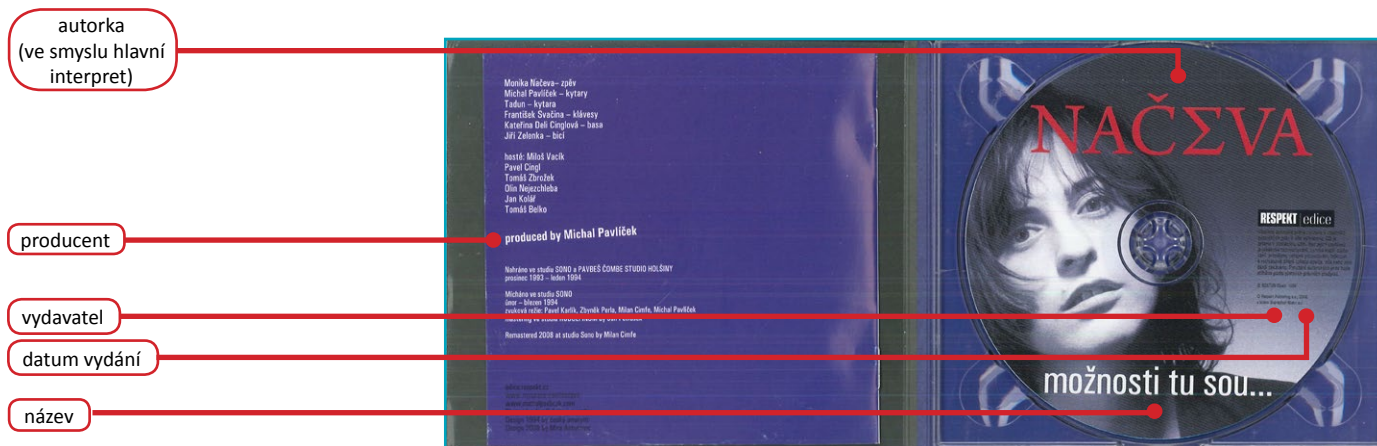 autorka
(ve smyslu hlavní
interpret)
producent
vydavatel
datum vydání
název
Monika Načeva– zpěv
Michal Pavlíček – kytary
Tadun – kytara
František Svačina – klávesy
Kateřina Deli Cinglová – basa
Jiří Zelenka – bicí
hosté: Miloš Vacík
Pavel Cingl
Tomáš Zbrožek
Olin Nejezchleba
Jan Kolář
Tomáš Belko
produced by Michal Pavlíček
Nahráno ve studiu SONO a PAVBEŠ ČOMBE STUDIO HOLŠINY
prosinec 1993 – leden 1994
Mícháno ve studiu SONO
únor – březen 1994
zvuková režie: Pavel Karlík, Zbyněk Perla, Milan Cimfe, Michal Pavlíček
Remastered 2008 at studio Sono by Milan Cimfe
NAČΣVA
RESPEKT edice
možnosti tu sou...